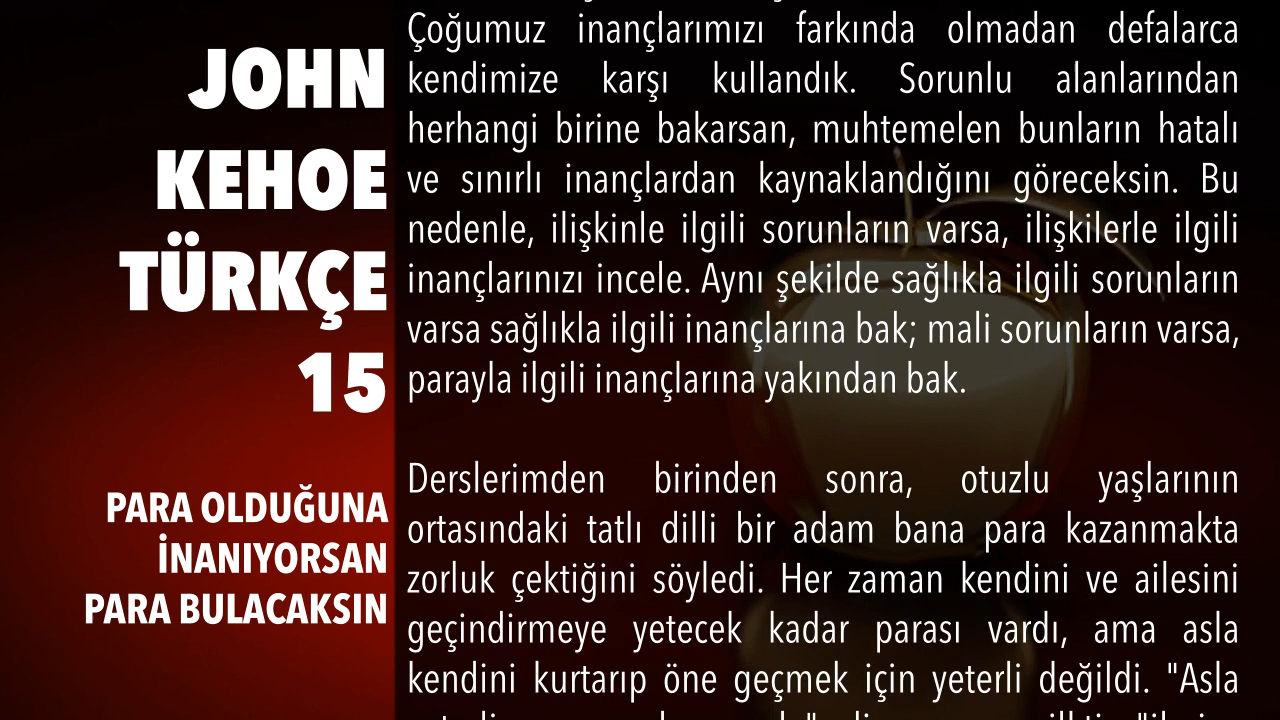 JOHN
KEHOE
TÜRKÇE
15
PARA OLDUĞUNA
İNANIYORSAN
PARA BULACAKSIN
Çoğumuz inançlarımızı farkında olmadan defalarca
kendimize karşı kullandık. Sorunlu alanlarından
herhangi birine bakarsan, muhtemelen bunların hatalı
ve sınırlı inançlardan kaynaklandığını göreceksin. Bu
nedenle, ilişkinle ilgili sorunların varsa, ilişkilerle ilgili
inançlarınızı incele. Aynı şekilde sağlıkla ilgili sorunların
varsa sağlıkla ilgili inançlarına bak; mali sorunların varsa,
parayla ilgili inançlarına yakından bak.
Derslerimden birinden sonra, otuzlu yaşlarının
ortasındaki tatlı dilli bir adam bana para kazanmakta
zorluk çektiğini söyledi. Her zaman kendini ve ailesini
geçindirmeye yetecek kadar parası vardı, ama asla
kendini kurtarıp öne geçmek için yeterli değildi. "Asla